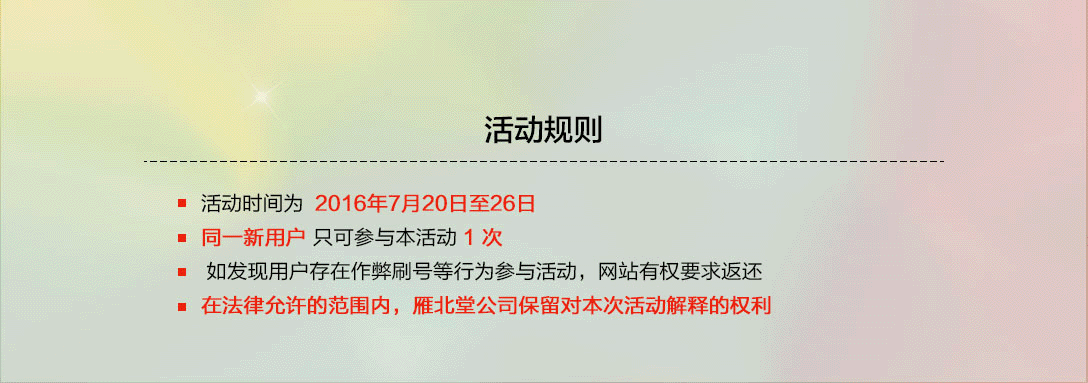 活动规则
活动时间为 2016年7月20日至26日
同一新用户 只可参与本活动 1 次
如发现用户存在作弊刷号等行为参与活动，网站有权要求返还
在法律允许的范围内，雁北堂公司保留对本次活动解释的权利